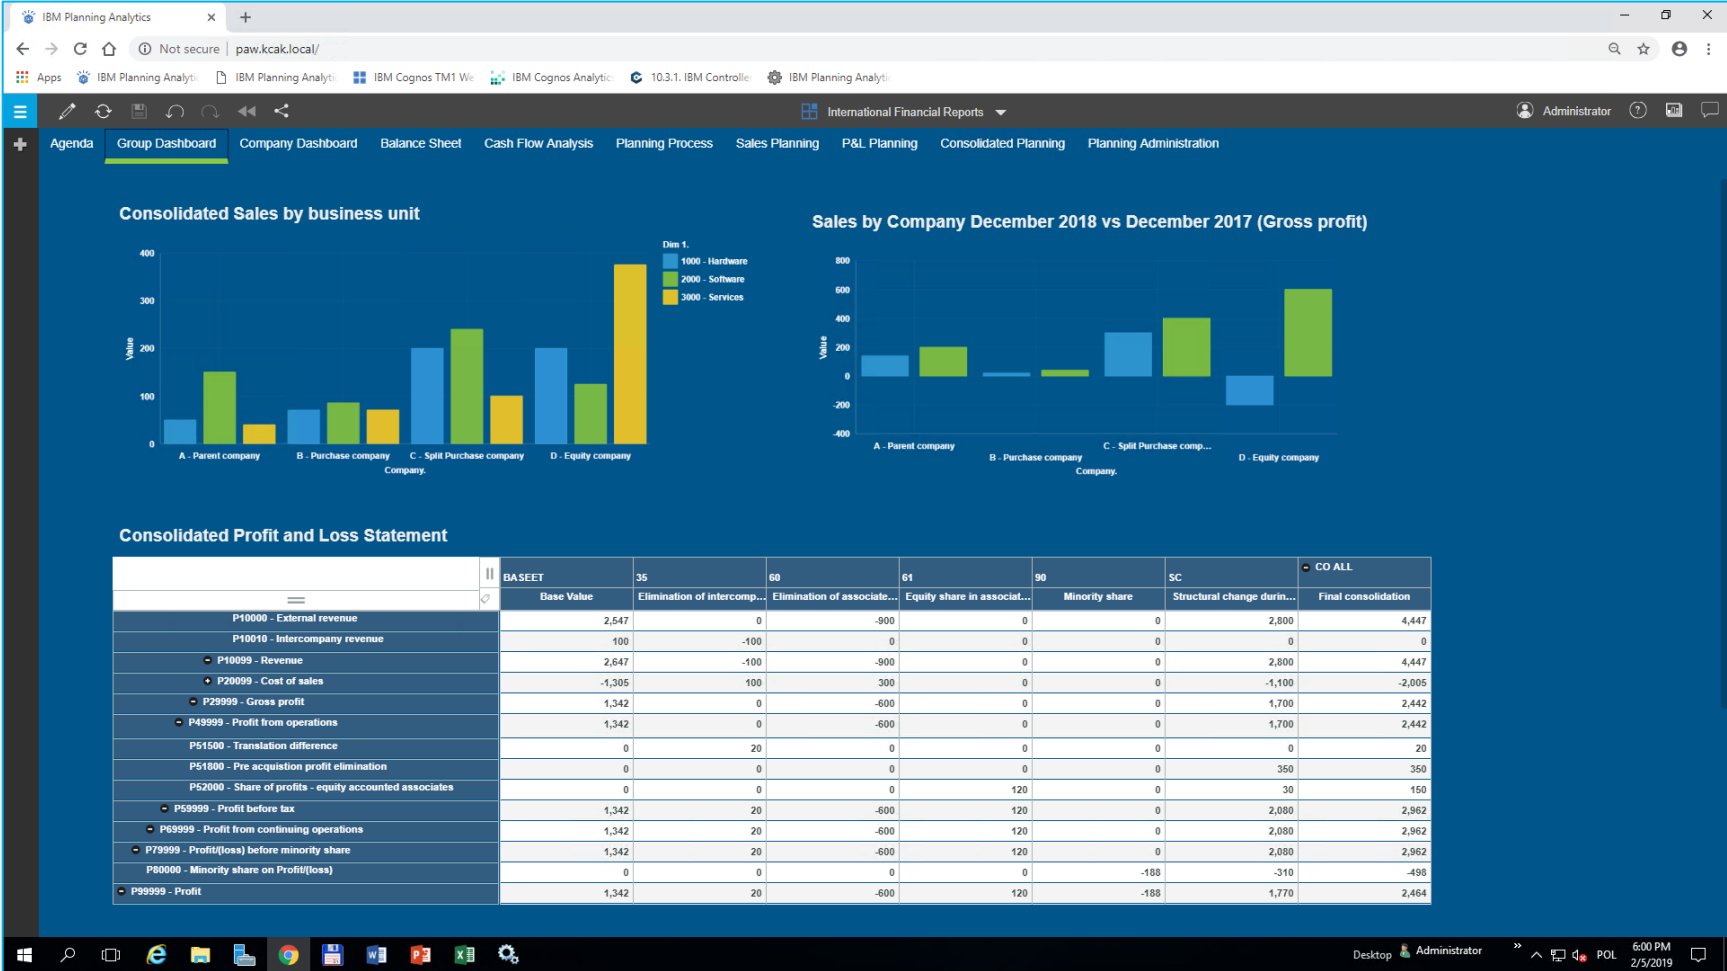 IBM Planning Analytics
Not secure | paw.kcak.local/
Apps IBM Planning Analyti IBM Planning Analyti IBM Cognos TM1 We IBM Cognos Analytic 10.3.1. IBM Controlle IBM Planning Analyti
International Financial Reports
Administrator
Agenda Group Dashboard Company Dashboard Balance Sheet Cash Flow Analysis Planning Process Sales Planning P&L Planning Consolidated Planning Planning Administration
Consolidated Sales by business unit
400
300
200
100
0
Value
A - Parent company B - Purchase company C - Split Purchase company D - Equity company
Company.
Dim 1.
1000 - Hardware
2000 - Software
3000 - Services
Sales by Company December 2018 vs December 2017 (Gross profit)
800
600
400
200
0
-200
-400
Value
A - Parent company B - Purchase company C - Split Purchase comp... D - Equity company
Company.
Consolidated Profit and Loss Statement
BASEET 35 60 61 90 SC CO ALL
Base Value Elimination of intercomp... Elimination of associate... Equity share in associat... Minority share Structural change durin... Final consolidation
P10000 - External revenue 2,547 0 -900 0 0 2,800 4,447
P10010 - Intercompany revenue 100 -100 0 0 0 0 0
P10099 - Revenue 2,647 -100 -900 0 0 2,800 4,447
P20099 - Cost of sales -1,305 100 300 0 0 -1,100 -2,005
P29999 - Gross profit 1,342 0 -600 0 0 1,700 2,442
P49999 - Profit from operations 1,342 0 -600 0 0 1,700 2,442
P51500 - Translation difference 0 20 0 0 0 0 20
P51800 - Pre acquistion profit elimination 0 0 0 0 0 350 350
P52000 - Share of profits - equity accounted associates 0 0 0 120 0 30 150
P59999 - Profit before tax 1,342 20 -600 120 0 2,080 2,962
P69999 - Profit from continuing operations 1,342 20 -600 120 0 2,080 2,962
P79999 - Profit/(loss) before minority share 1,342 20 -600 120 0 2,080 2,962
P80000 - Minority share on Profit/(loss) 0 0 0 0 -188 -310 -498
P99999 - Profit 1,342 20 -600 120 -188 1,770 2,464
Desktop Administrator POL 6:00 PM
2/5/2019